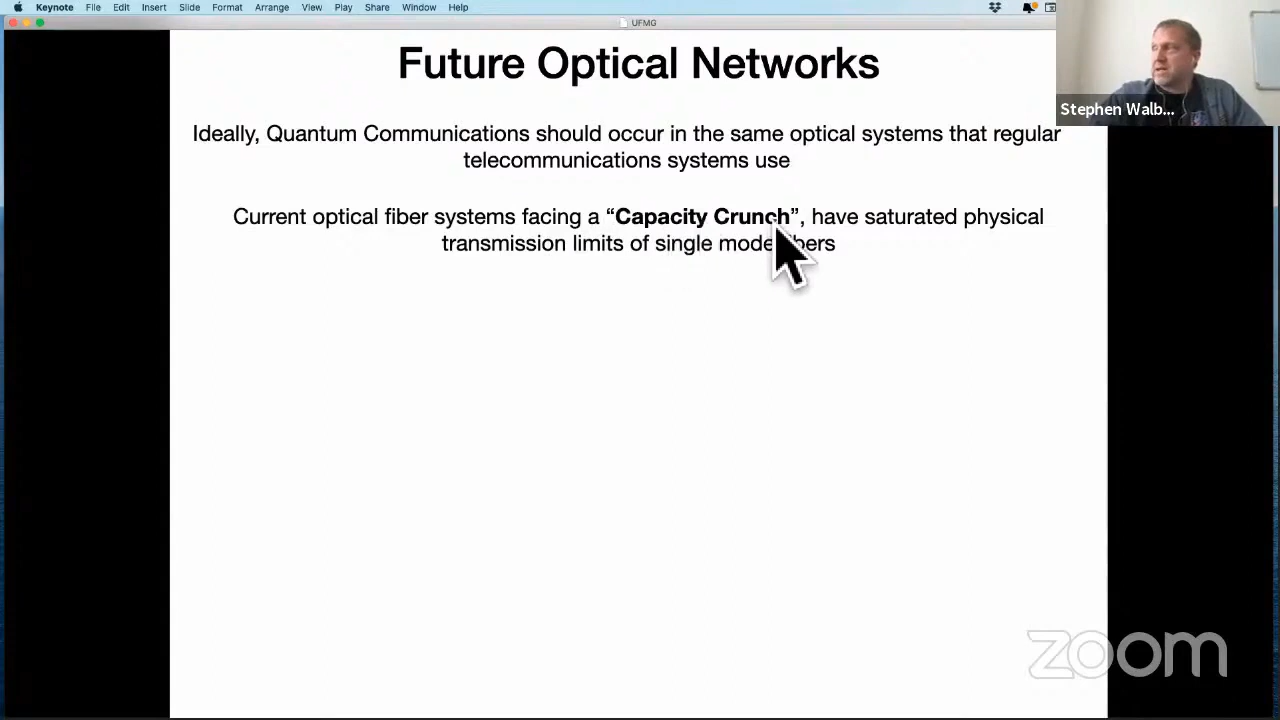 Keynote File Edit Insert Slide Format Arrange View Play Share Window Help
UFMG
Future Optical Networks
Stephen Walb...
Ideally, Quantum Communications should occur in the same optical systems that regular
telecommunications systems use
Current optical fiber systems facing a “Capacity Crunch”, have saturated physical
transmission limits of single mode bers
zoom